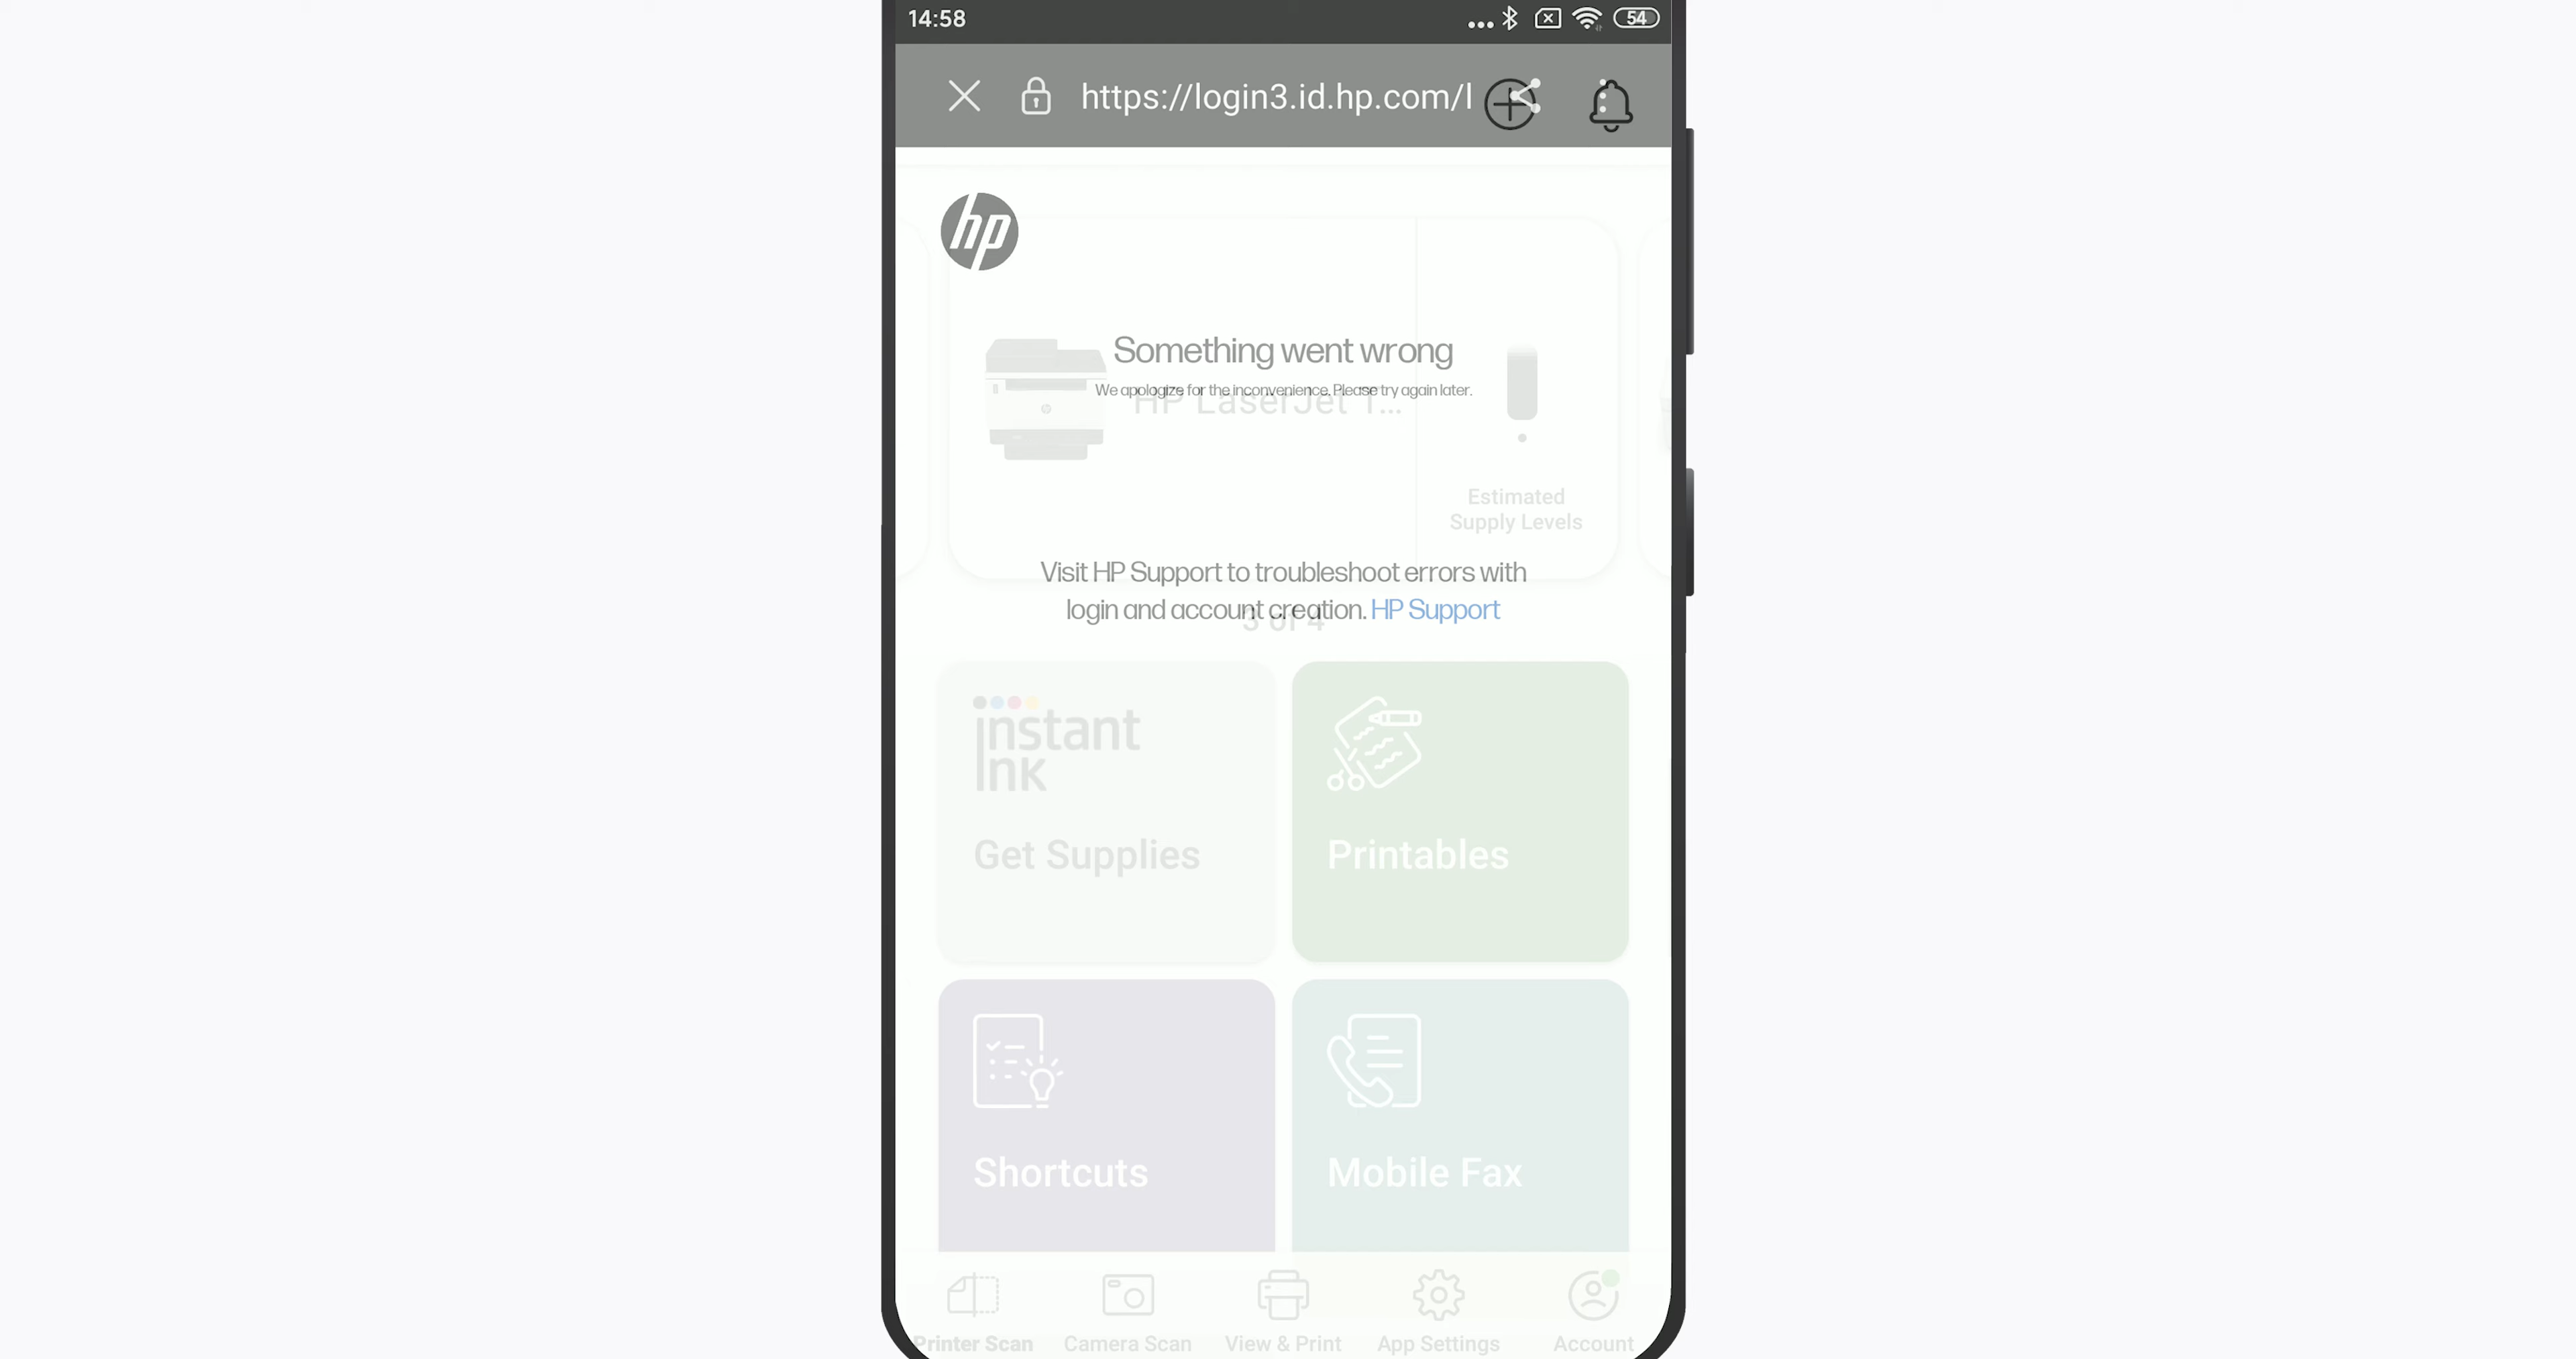 14:58
54
https://login3.id.hp.com/l
hp
Something went wrong
We apologize for the inconvenience. Please try again later.
HP LaserJet T...
Estimated
Supply Levels
Visit HP Support to troubleshoot errors with
login and account creation. HP Support
3 of 4
instant
ink
Get Supplies
Printables
Shortcuts
Mobile Fax
Printer Scan
Camera Scan
View & Print
App Settings
Account